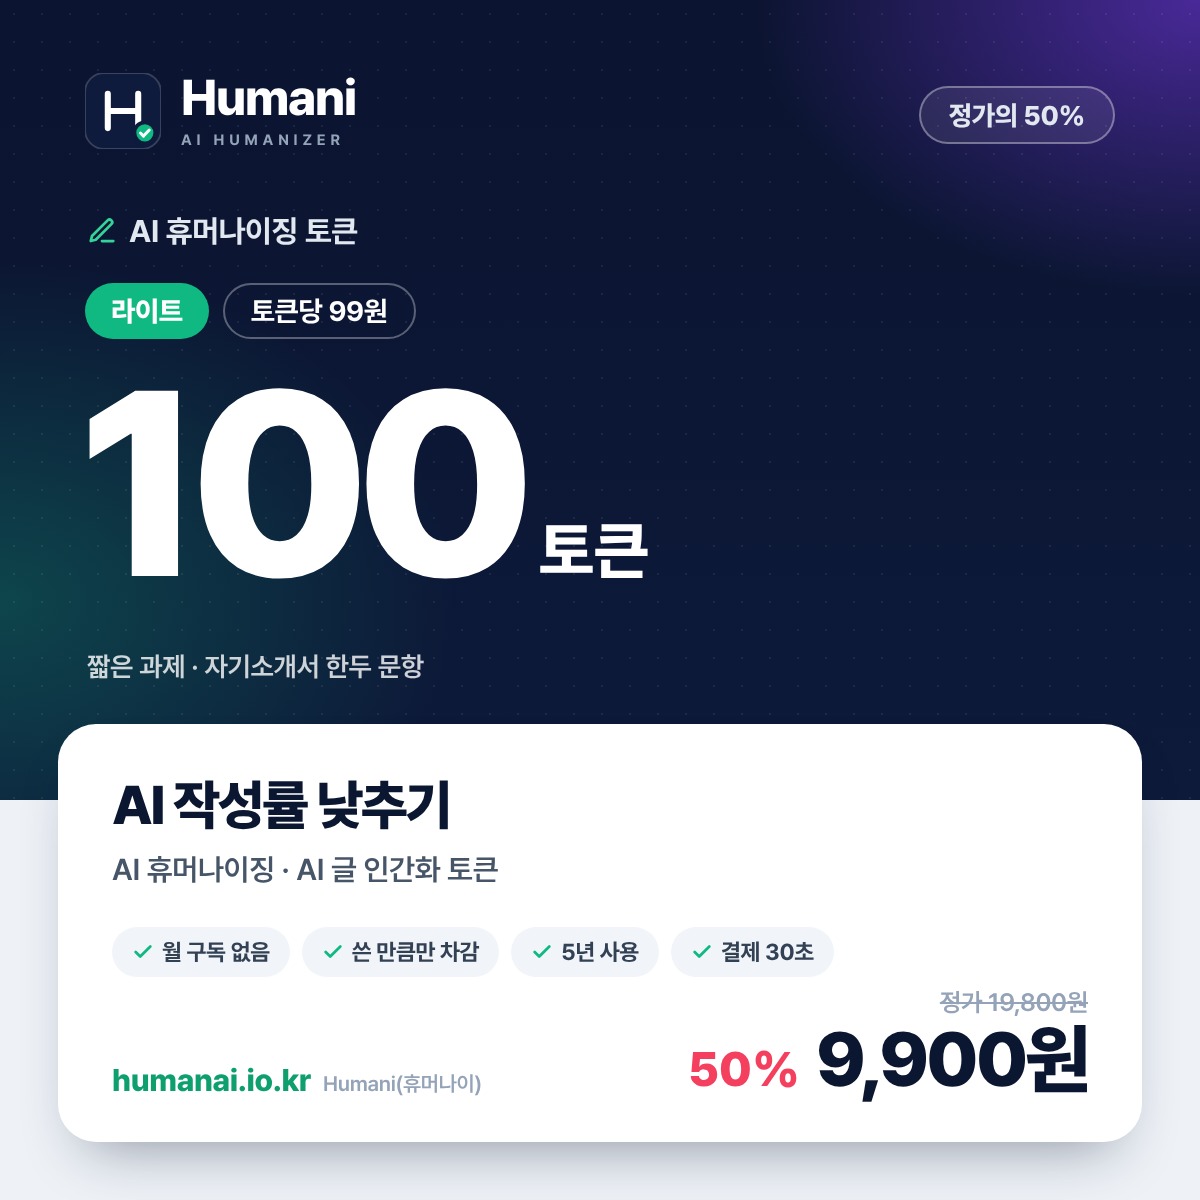 Humani
AI HUMANIZER
정가의 50%
AI 휴머나이징 토큰
라이트
토큰당 99원
100 토큰
짧은 과제 · 자기소개서 한두 문항
AI 작성률 낮추기
AI 휴머나이징 · AI 글 인간화 토큰
월 구독 없음
쓴 만큼만 차감
5년 사용
결제 30초
정가 19,800원
50% 9,900원
humanai.io.kr Humani(휴머나이)